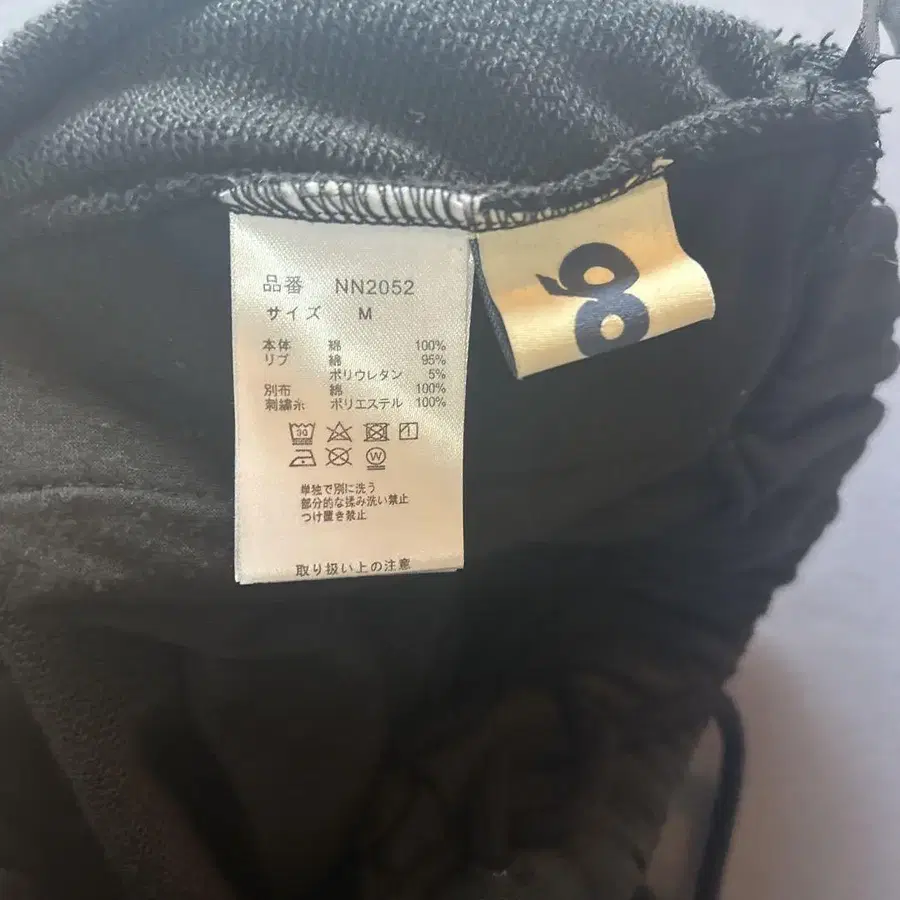 品番 NN2052
サイズ M
本体 綿 100%
リブ 綿 95%
ポリウレタン 5%
別布 綿 100%
刺繍糸 ポリエステル 100%
30
W
単独で別に洗う
部分的な揉み洗い禁止
つけ置き禁止
取り扱い上の注意